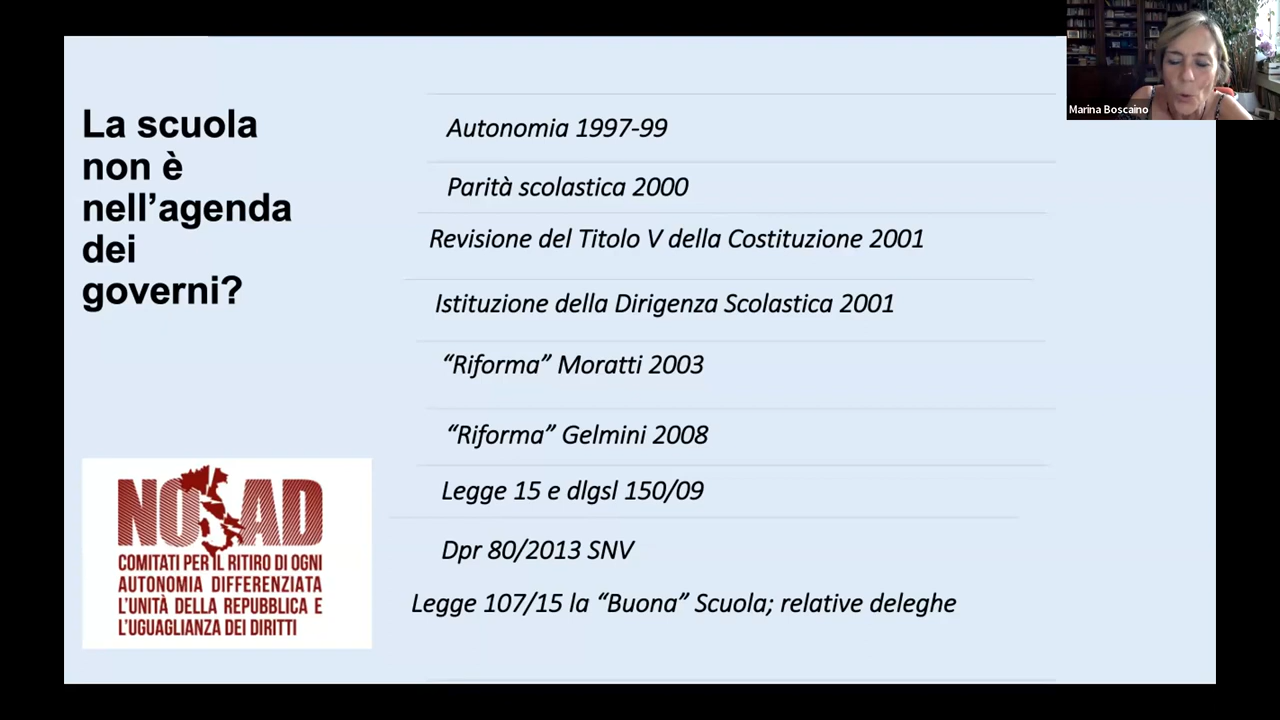 La scuola
non è
nell’agenda
dei
governi?
Autonomia 1997-99
Parità scolastica 2000
Revisione del Titolo V della Costituzione 2001
Istituzione della Dirigenza Scolastica 2001
“Riforma” Moratti 2003
“Riforma” Gelmini 2008
Legge 15 e dlgsl 150/09
Dpr 80/2013 SNV
Legge 107/15 la “Buona” Scuola; relative deleghe
NO AD
COMITATI PER IL RITIRO DI OGNI
AUTONOMIA DIFFERENZIATA
L'UNITÀ DELLA REPUBBLICA E
L'UGUAGLIANZA DEI DIRITTI
Marina Boscaino